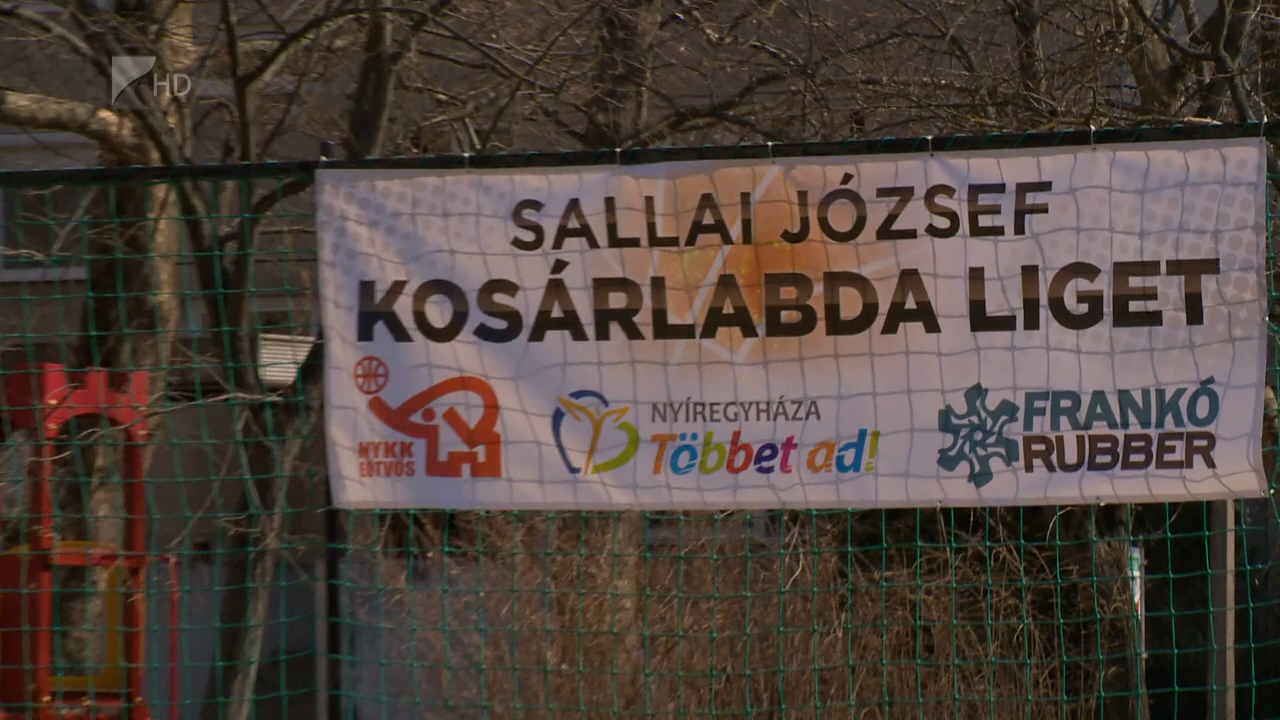 HD
SALLAI JÓZSEF
KOSÁRLABDA LIGET
NYKK
EÖTVÖS
NYÍREGYHÁZA
Többet ad!
FRANKÓ
RUBBER